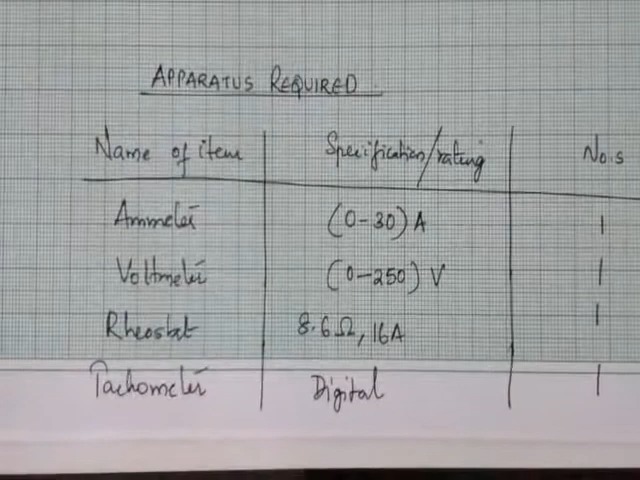 APPARATUS REQUIRED
Name of item Specification/rating No.s
Ammeter (0-30) A 1
Voltmeter (0-250) V 1
Rheostat 8.6Ω, 16A 1
Tachometer Digital 1